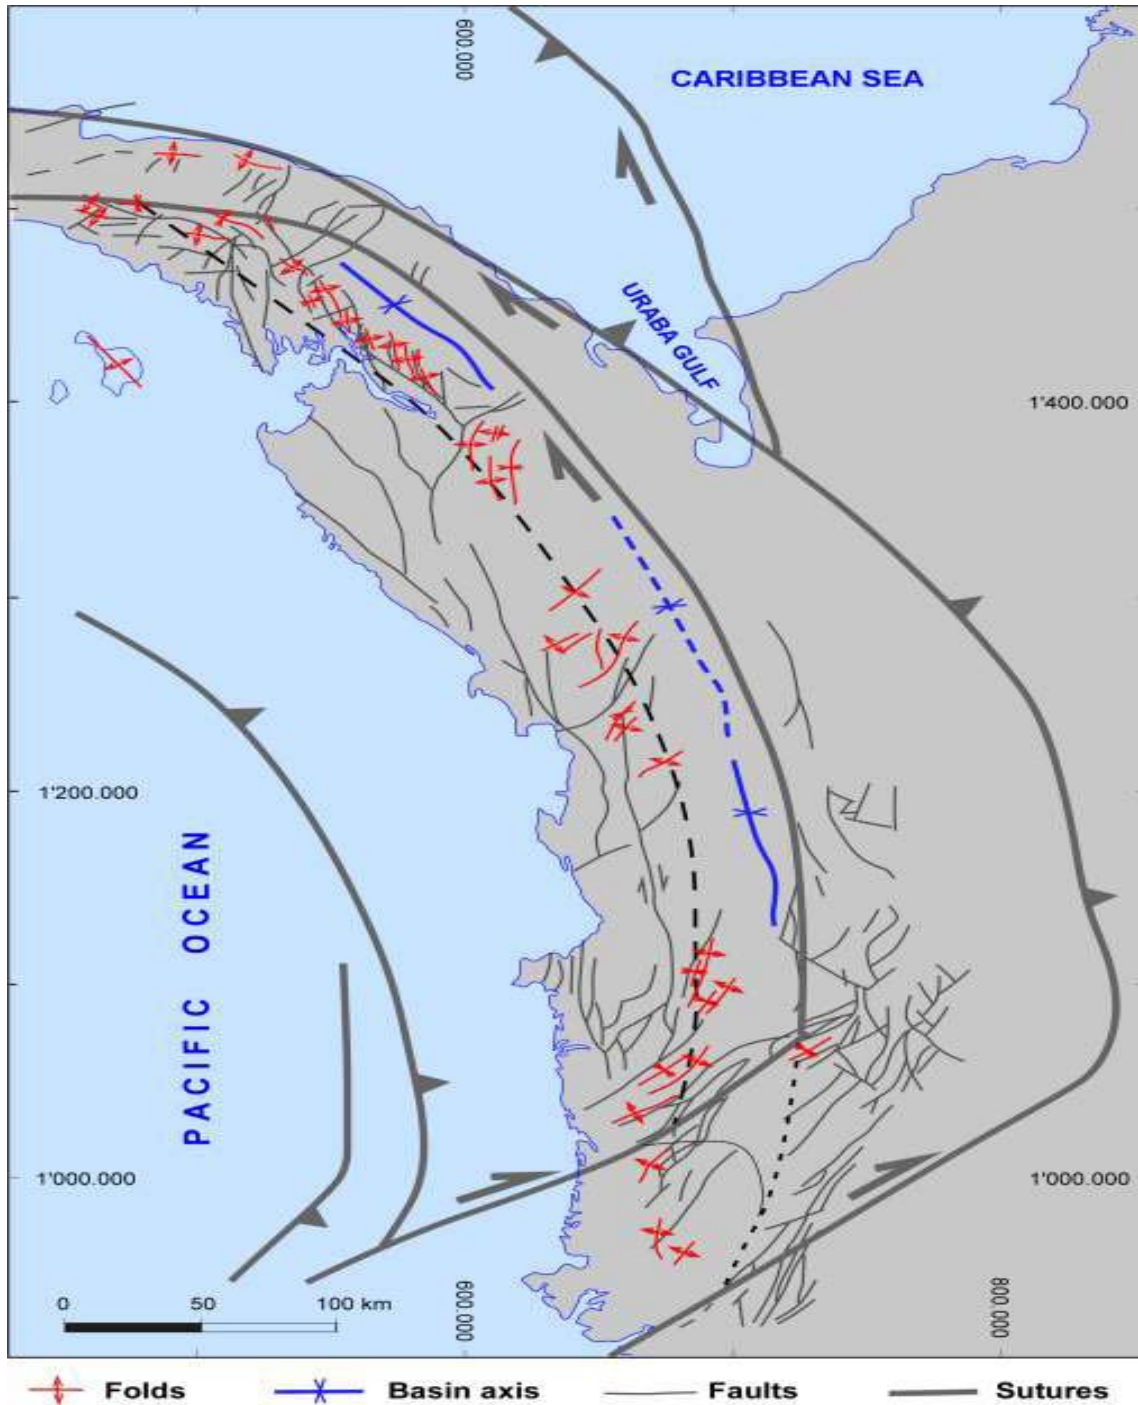 600.000
CARIBBEAN SEA
URABA GULF
1'400.000
1'200.000
PACIFIC OCEAN
1'000.000
1'000.000
0 50 100 km
600.000
800.000
Folds Basin axis Faults Sutures